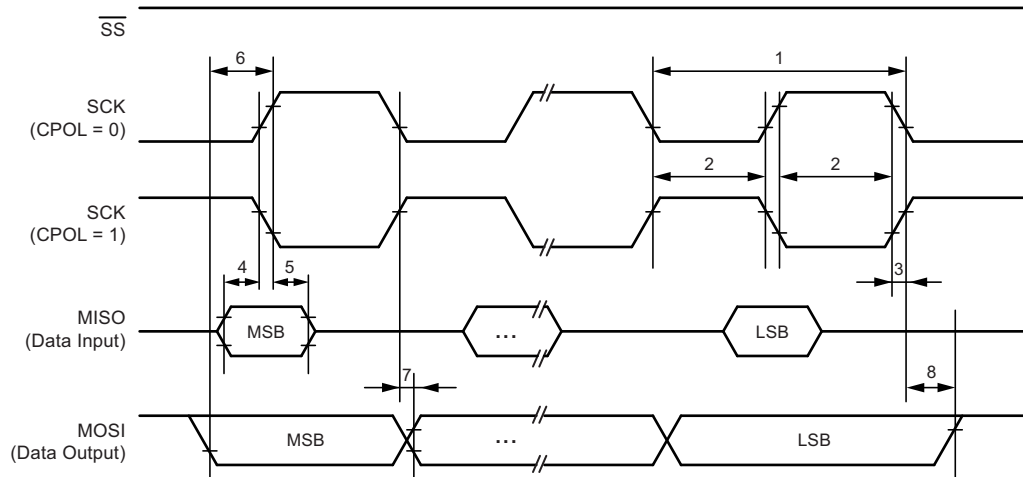 SS
6
1
SCK
(CPOL = 0)
2
2
SCK
(CPOL = 1)
4
5
3
MISO
(Data Input)
MSB
...
LSB
7
8
MOSI
(Data Output)
MSB
...
LSB